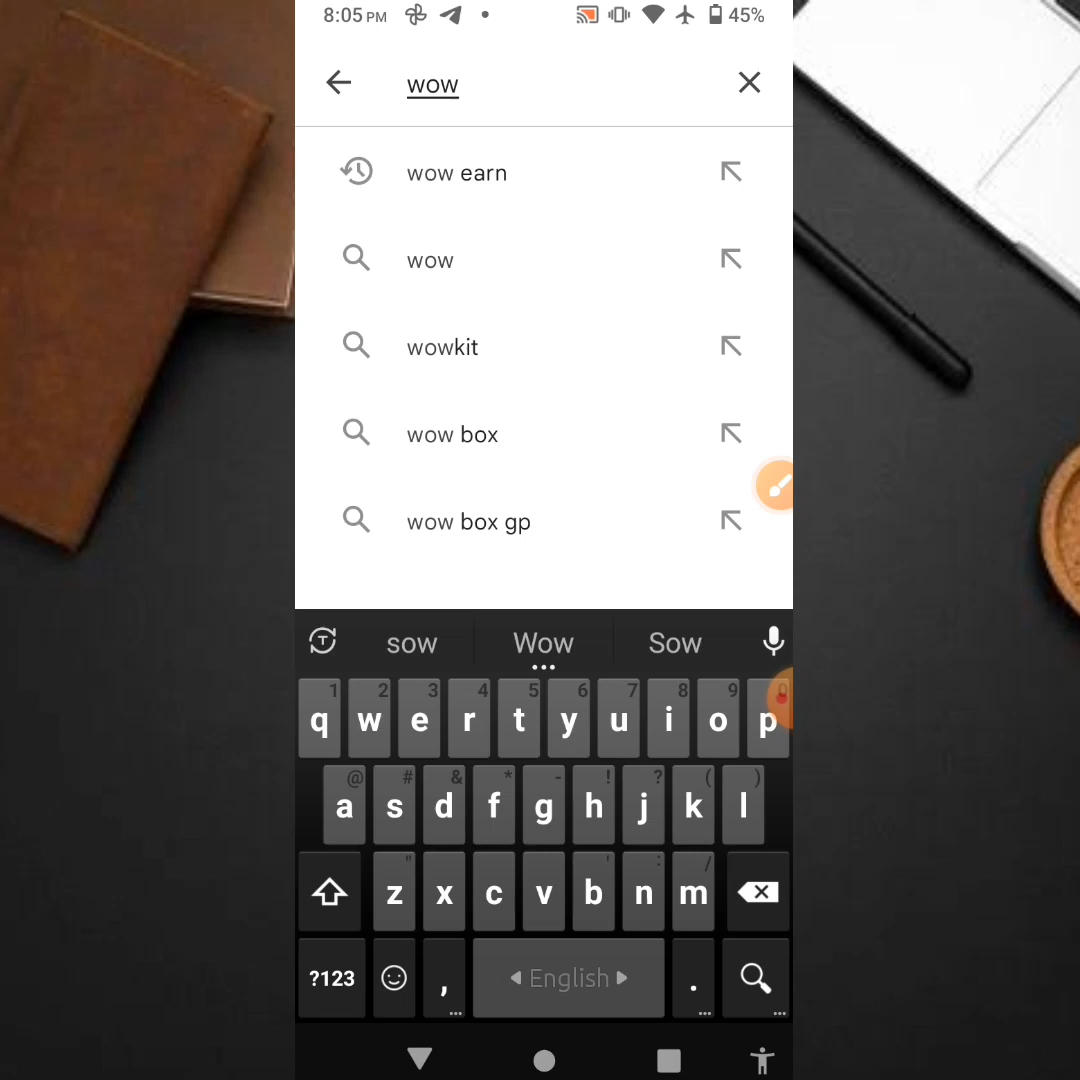 8:05 PM 45%
wow
wow earn
wow
wowkit
wow box
wow box gp
sow Wow Sow
1 2 3 4 5 6 7 8 9 0
q w e r t y u i o p
@ # & * - ! ? ( )
a s d f g h j k l
" ' : /
z x c v b n m
?123 , English .